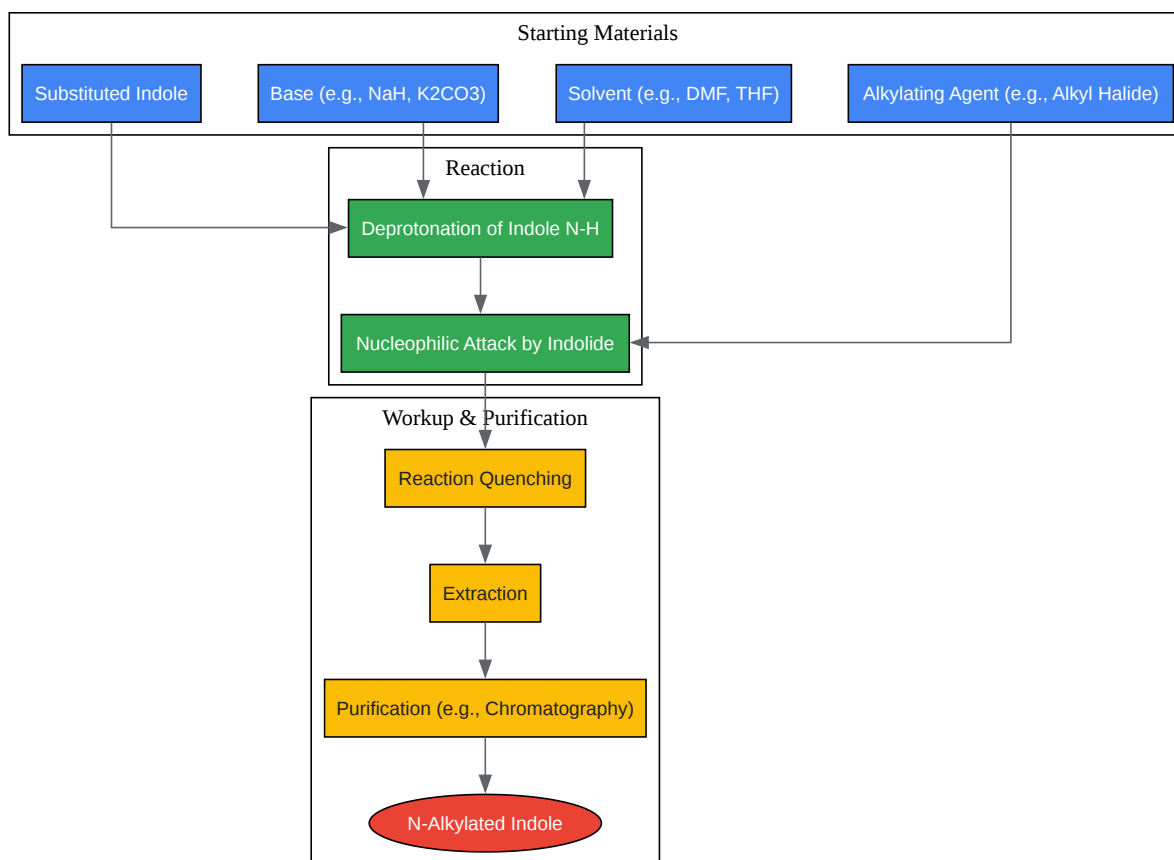 Starting Materials
Substituted Indole
Base (e.g., NaH, K2CO3)
Solvent (e.g., DMF, THF)
Alkylating Agent (e.g., Alkyl Halide)
Reaction
Deprotonation of Indole N-H
Nucleophilic Attack by Indolide
Workup & Purification
Reaction Quenching
Extraction
Purification (e.g., Chromatography)
N-Alkylated Indole